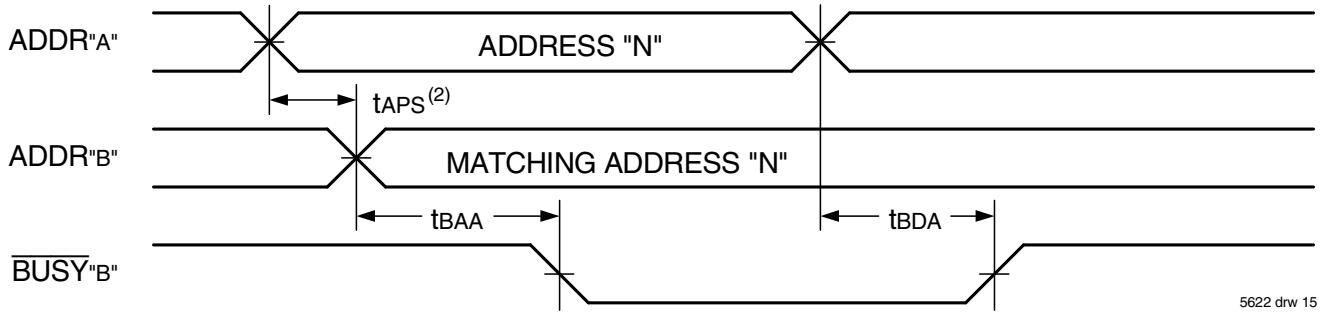 ADDR"A"
ADDRESS "N"
tAPS(2)
ADDR"B"
MATCHING ADDRESS "N"
tBAA
tBDA
BUSY"B"
5622 drw 15